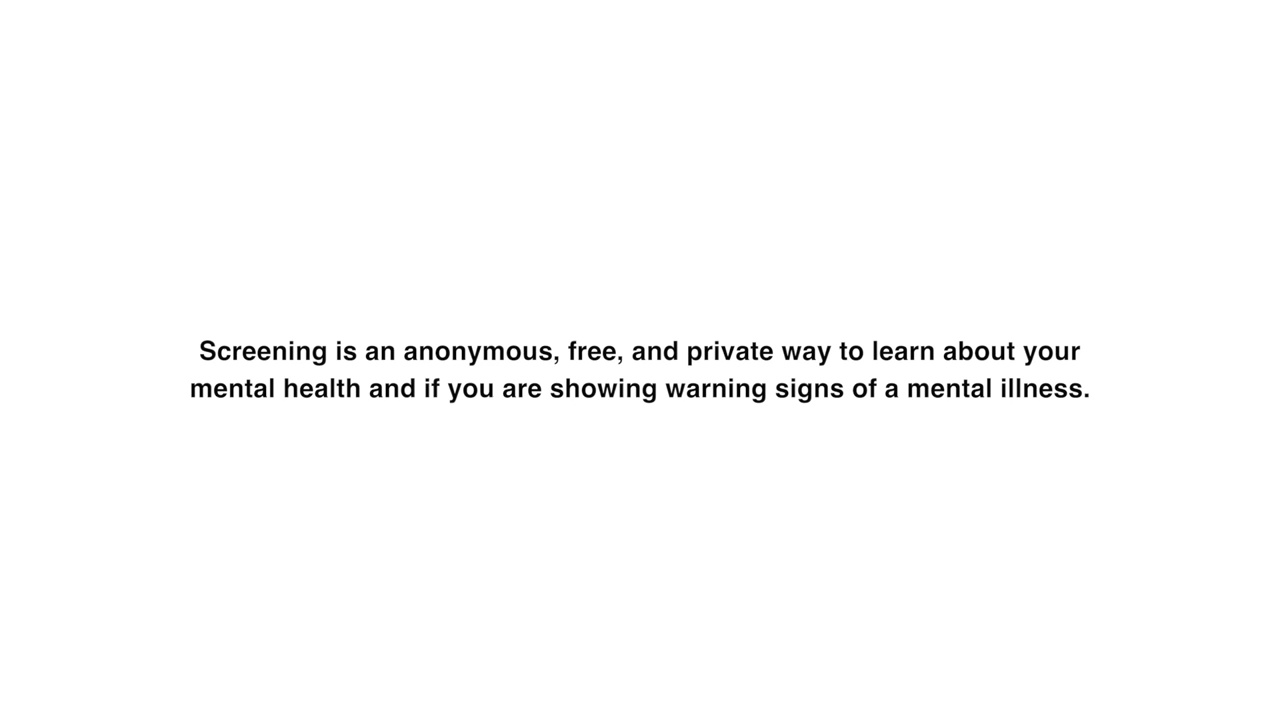 Screening is an anonymous, free, and private way to learn about your
mental health and if you are showing warning signs of a mental illness.